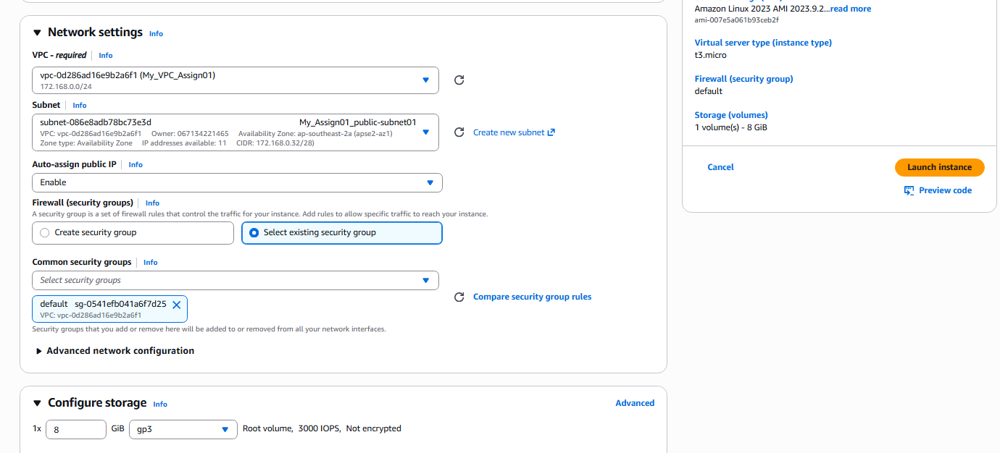 Network settings Info
VPC - required Info
vpc-0d286ad16e9b2a6f1 (My_VPC_Assign01)
172.168.0.0/24
Subnet Info
subnet-086e8adb78bc73e3d My_Assign01_public-subnet01
VPC: vpc-0d286ad16e9b2a6f1 Owner: 067134221465 Availability Zone: ap-southeast-2a (apse2-az1)
Zone type: Availability Zone IP addresses available: 11 CIDR: 172.168.0.32/28)
Create new subnet
Auto-assign public IP Info
Enable
Firewall (security groups) Info
A security group is a set of firewall rules that control the traffic for your instance. Add rules to allow specific traffic to reach your instance.
Create security group
Select existing security group
Common security groups Info
Select security groups
default sg-0541efb041a6f7d25
VPC: vpc-0d286ad16e9b2a6f1
Compare security group rules
Security groups that you add or remove here will be added to or removed from all your network interfaces.
Advanced network configuration
Configure storage Info
Advanced
1x 8 GiB gp3 Root volume, 3000 IOPS, Not encrypted
Amazon Linux 2023 AMI 2023.9.2...read more
ami-007e5a061b93ceb2f
Virtual server type (instance type)
t3.micro
Firewall (security group)
default
Storage (volumes)
1 volume(s) - 8 GiB
Cancel
Launch instance
Preview code